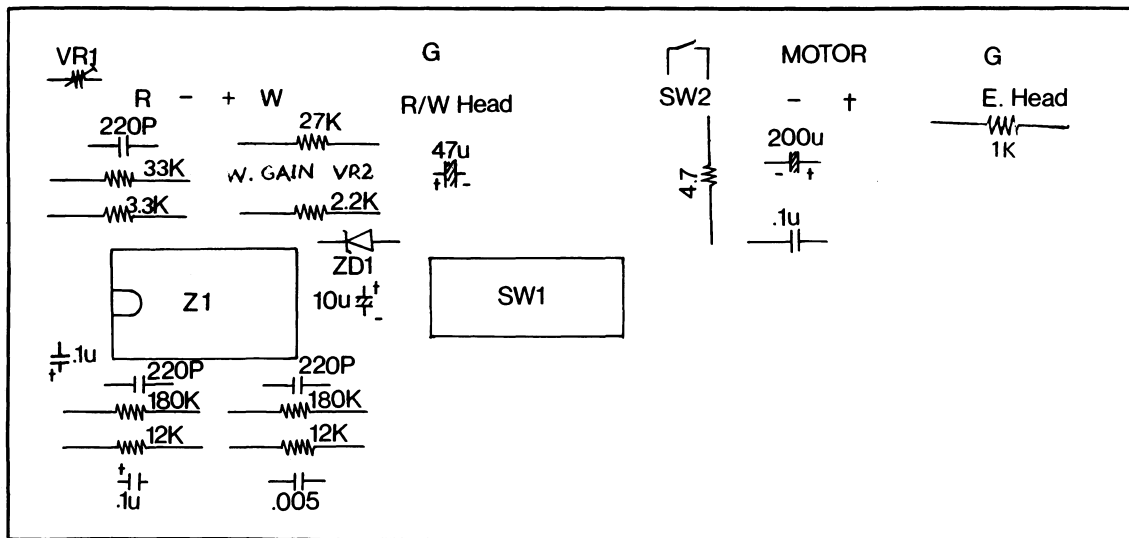 VR1
G
MOTOR
G
R - + W
R/W Head
SW2
- +
E. Head
220P
27K
47u
+ -
200u
- +
1K
33K
W. GAIN VR2
4.7
3.3K
2.2K
.1u
ZD1
Z1
10u
+
-
SW1
.1u
+
220P
220P
180K
180K
12K
12K
+
.1u
.005